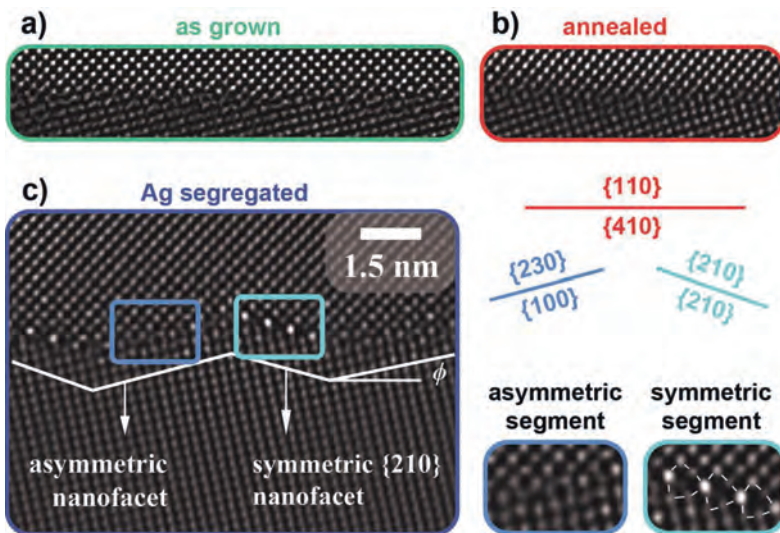 a) as grown
b) annealed
c) Ag segregated
1.5 nm
ϕ
asymmetric
nanofacet
symmetric {210}
nanofacet
{110}
{410}
{230}
{100}
{210}
{210}
asymmetric
segment
symmetric
segment